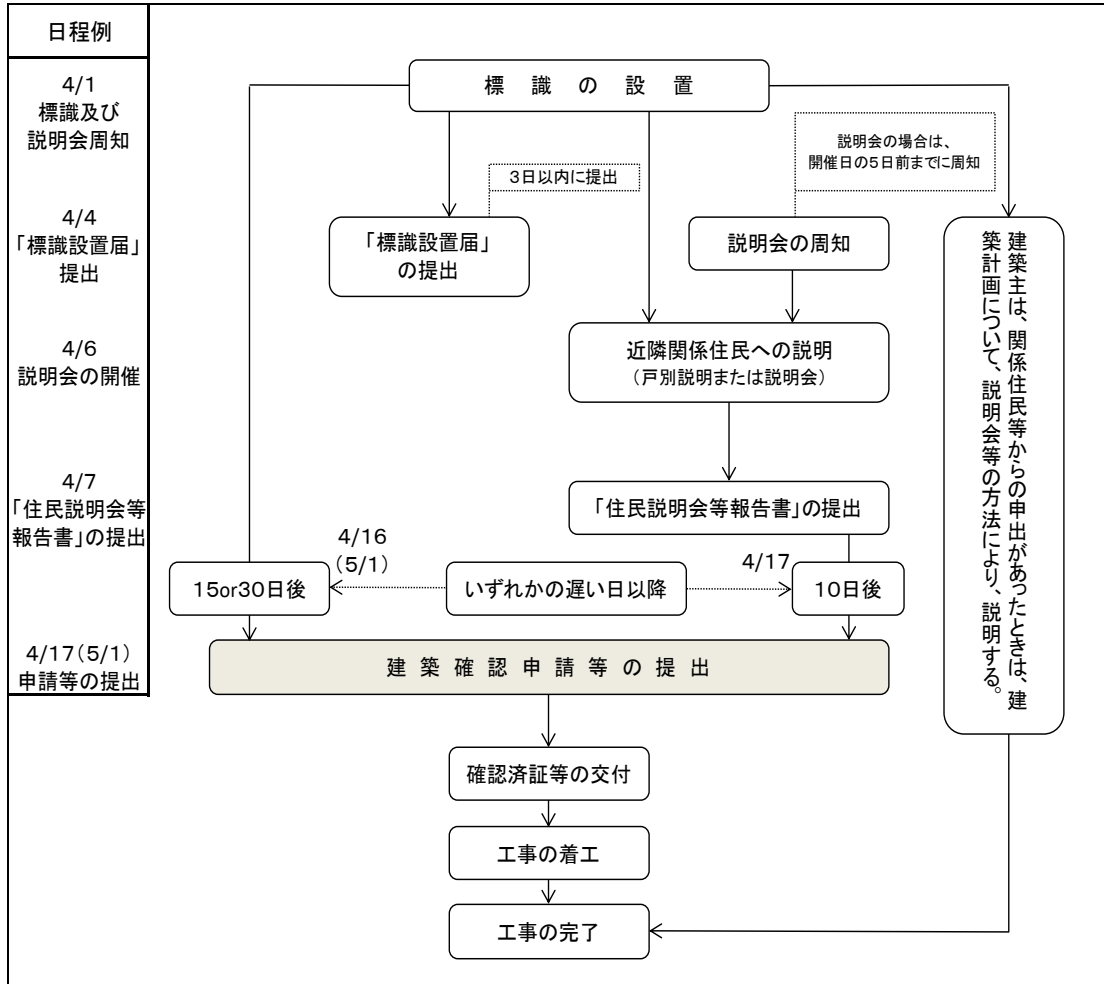 日程例
4/1
標識及び
説明会周知
4/4
「標識設置届」
提出
4/6
説明会の開催
4/7
「住民説明会等
報告書」の提出
4/17(5/1)
申請等の提出
標識の設置
3日以内に提出
説明会の場合は、
開催日の5日前までに周知
「標識設置届」
の提出
説明会の周知
近隣関係住民への説明
(戸別説明または説明会)
「住民説明会等報告書」の提出
4/16
(5/1)
4/17
15or30日後
いずれかの遅い日以降
10日後
建築確認申請等の提出
確認済証等の交付
工事の着工
工事の完了
建築主は、関係住民等からの申出があったときは、建
築計画について、説明会等の方法により、説明する。